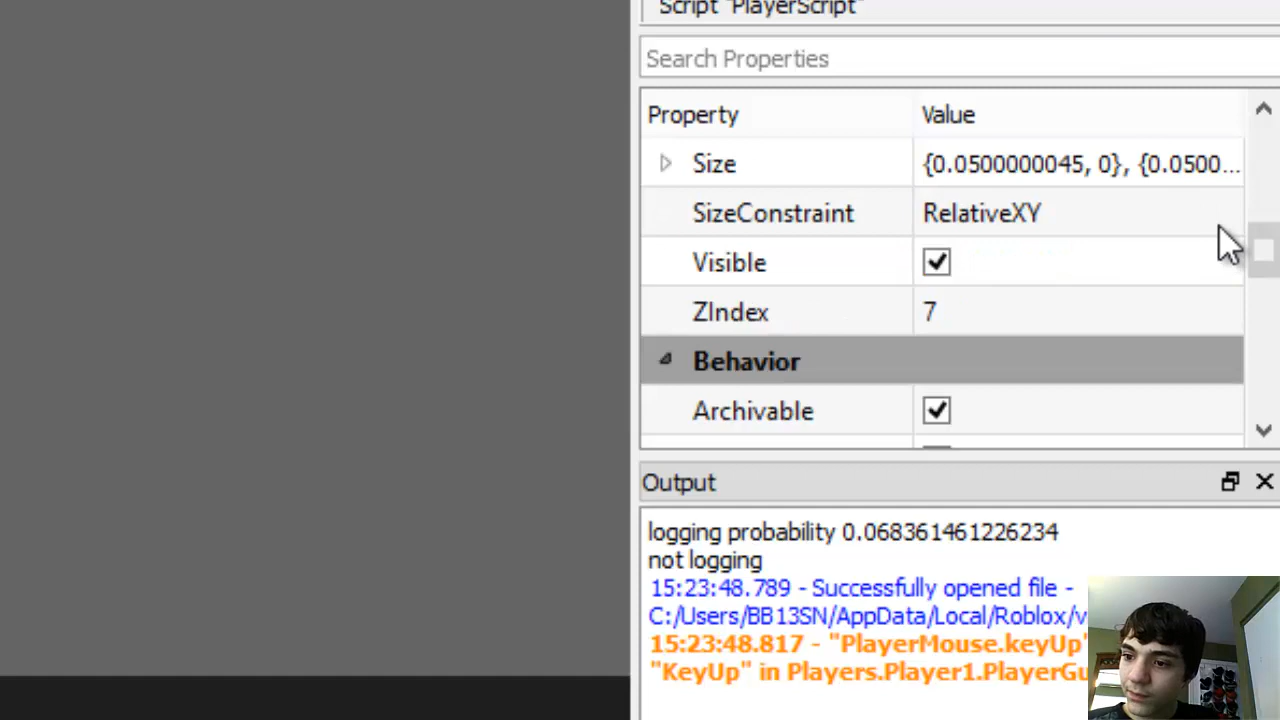 Script "PlayerScript"
Search Properties
Property Value
Size {0.0500000045, 0}, {0.0500...
SizeConstraint RelativeXY
Visible
ZIndex 7
Behavior
Archivable
Output
logging probability 0.068361461226234
not logging
15:23:48.789 - Successfully opened file -
C:/Users/BB13SN/AppData/Local/Roblox/v
15:23:48.817 - "PlayerMouse.keyUp"
"KeyUp" in Players.Player1.PlayerGu